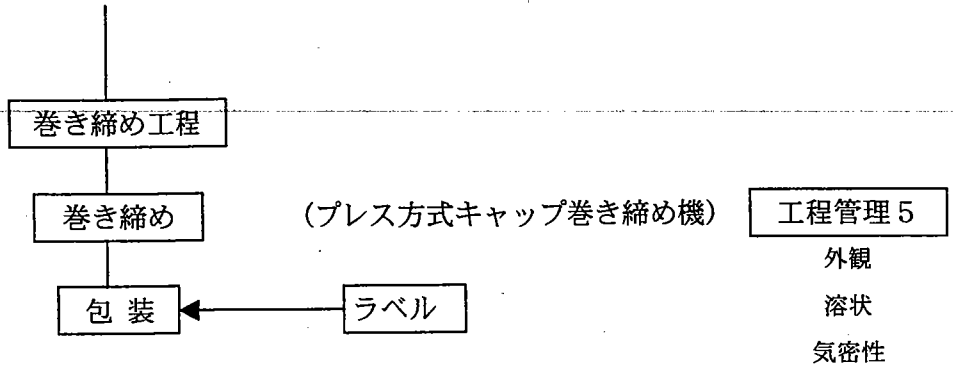 巻き締め工程
巻き締め
(プレス方式キャップ巻き締め機)
工程管理5
外観
溶状
気密性
包 装
ラベル